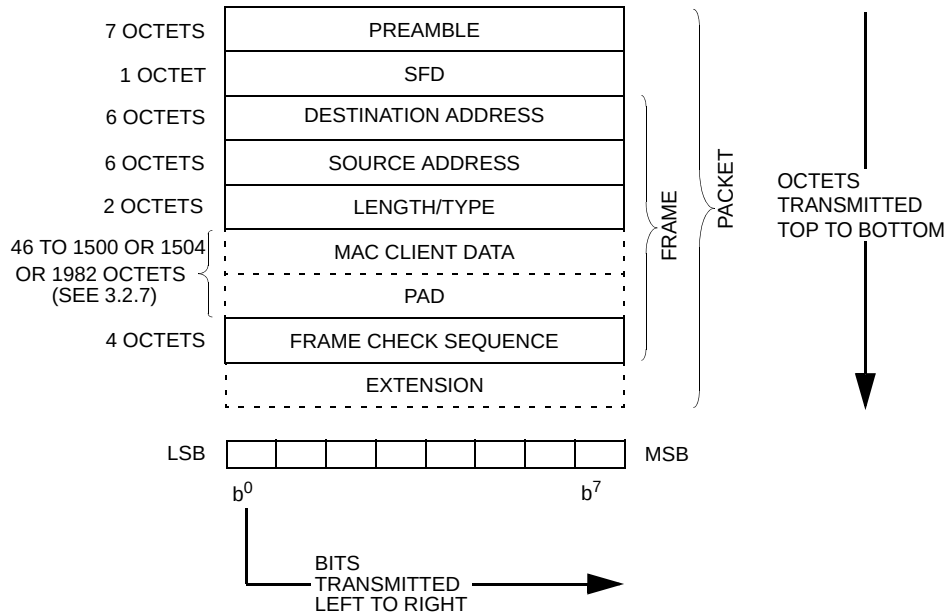 7 OCTETS PREAMBLE
1 OCTET SFD
6 OCTETS DESTINATION ADDRESS
6 OCTETS SOURCE ADDRESS
2 OCTETS LENGTH/TYPE
46 TO 1500 OR 1504
OR 1982 OCTETS
(SEE 3.2.7)
MAC CLIENT DATA
PAD
4 OCTETS FRAME CHECK SEQUENCE
EXTENSION
FRAME
PACKET
OCTETS
TRANSMITTED
TOP TO BOTTOM
LSB MSB
b0 b7
BITS
TRANSMITTED
LEFT TO RIGHT